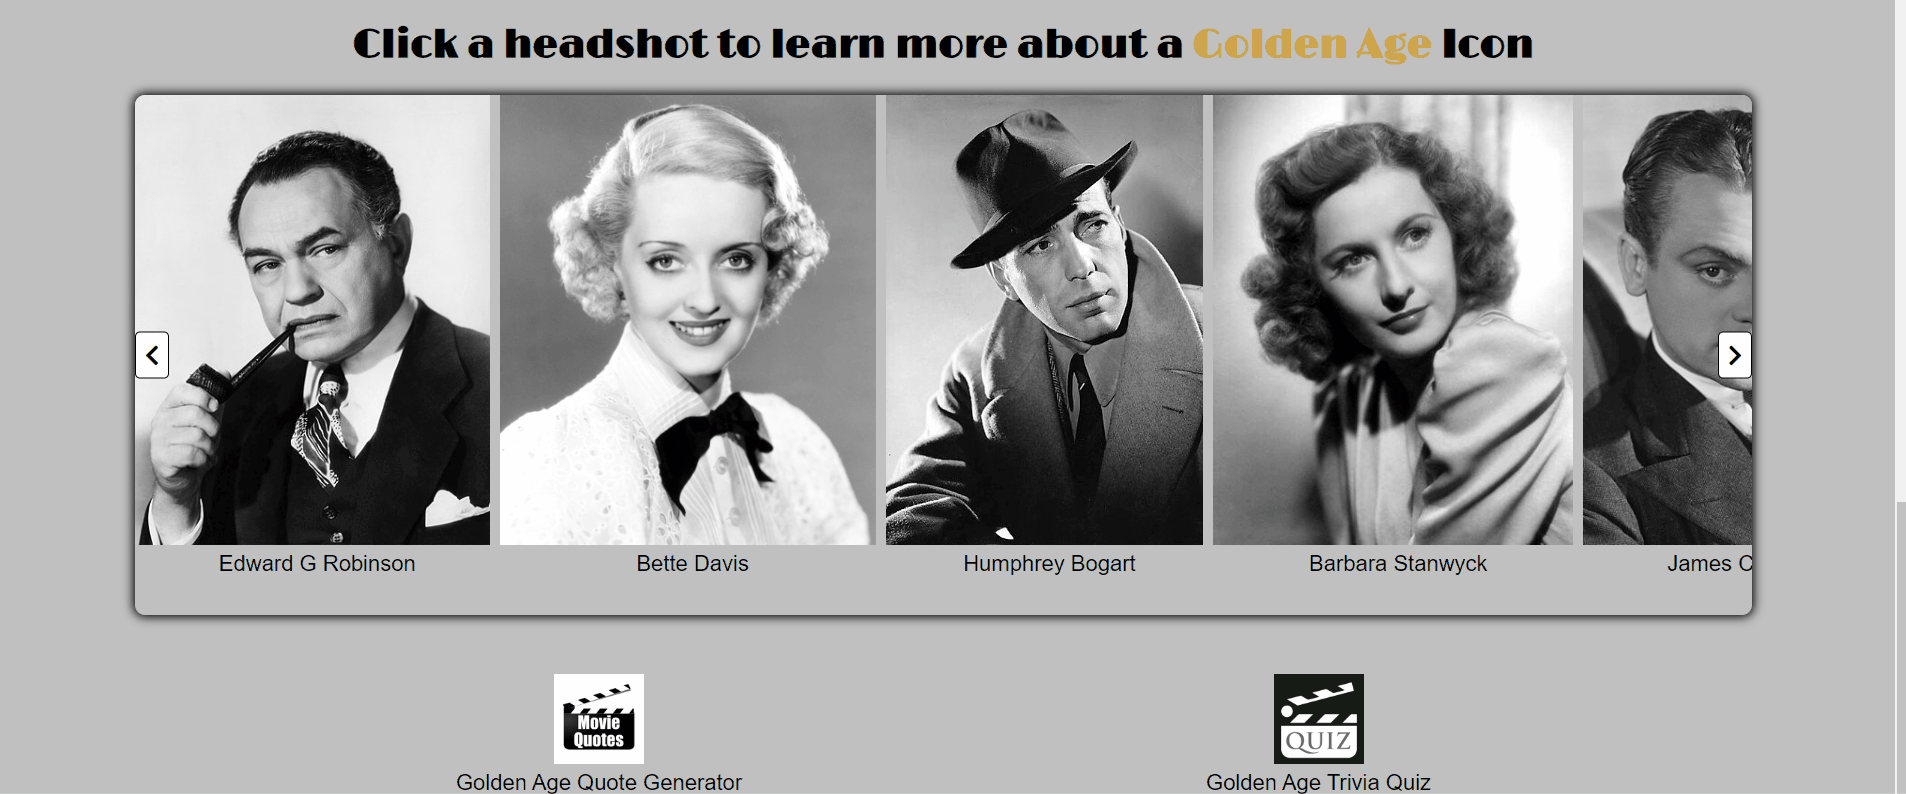 Click a headshot to learn more about a Golden Age Icon
Edward G Robinson
Bette Davis
Humphrey Bogart
Barbara Stanwyck
James C
Movie
Quotes
QUIZ
Golden Age Quote Generator
Golden Age Trivia Quiz